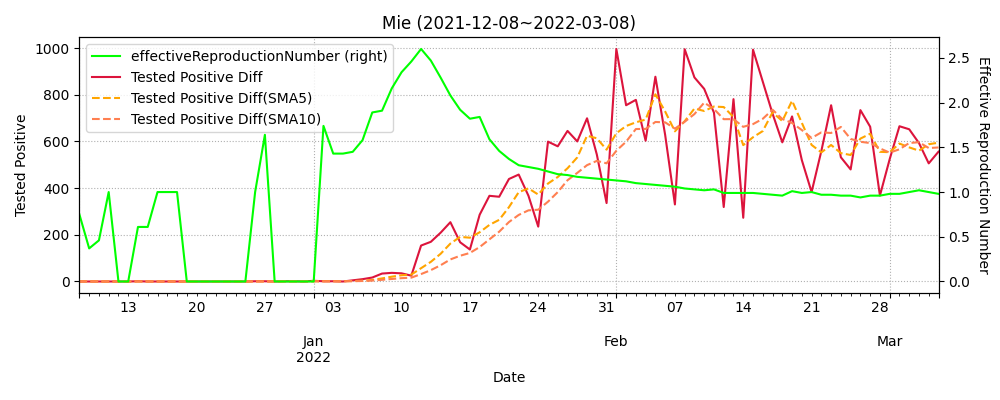 Mie (2021-12-08~2022-03-08)
effectiveReproductionNumber (right)
Tested Positive Diff
Tested Positive Diff(SMA5)
Tested Positive Diff(SMA10)
Tested Positive
1000
800
600
400
200
0
2.5
2.0
1.5
1.0
0.5
0.0
Effective Reproduction Number
13 20 27 03 10 17 24 31 07 14 21 28
Jan Feb Mar
2022
Date